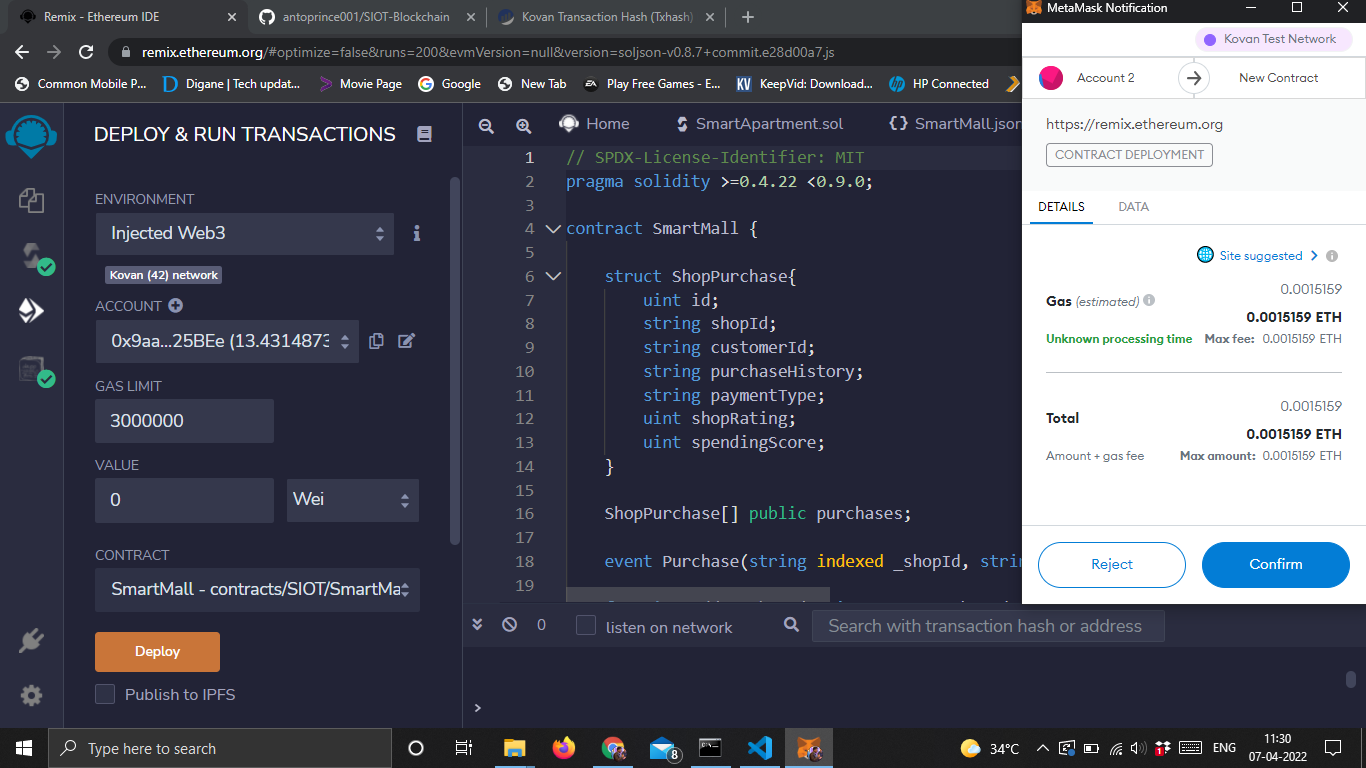 Remix - Ethereum IDE
antoprince001/SIOT-Blockchain
Kovan Transaction Hash (Txhash)
MetaMask Notification
remix.ethereum.org/#optimize=false&runs=200&evmVersion=null&version=soljson-v0.8.7+commit.e28d00a7.js
Common Mobile P...
Digane | Tech updat...
Movie Page
Google
New Tab
Play Free Games - E...
KeepVid: Download...
HP Connected
DEPLOY & RUN TRANSACTIONS
ENVIRONMENT
Injected Web3
Kovan (42) network
ACCOUNT
0x9aa...25BEe (13.4314873
GAS LIMIT
3000000
VALUE
0
Wei
CONTRACT
SmartMall - contracts/SIOT/SmartMa
Deploy
Publish to IPFS
Home
SmartApartment.sol
SmartMall.json
1 // SPDX-License-Identifier: MIT
2 pragma solidity >=0.4.22 <0.9.0;
3
4 contract SmartMall {
5
6 struct ShopPurchase{
7 uint id;
8 string shopId;
9 string customerId;
10 string purchaseHistory;
11 string paymentType;
12 uint shopRating;
13 uint spendingScore;
14 }
15
16 ShopPurchase[] public purchases;
17
18 event Purchase(string indexed _shopId, strin
19
0
listen on network
Search with transaction hash or address
>
Kovan Test Network
Account 2
New Contract
https://remix.ethereum.org
CONTRACT DEPLOYMENT
DETAILS
DATA
Site suggested
0.0015159
Gas (estimated)
0.0015159 ETH
Unknown processing time
Max fee: 0.0015159 ETH
0.0015159
Total
0.0015159 ETH
Amount + gas fee
Max amount: 0.0015159 ETH
Reject
Confirm
Type here to search
8
34°C
1
ENG
11:30
07-04-2022